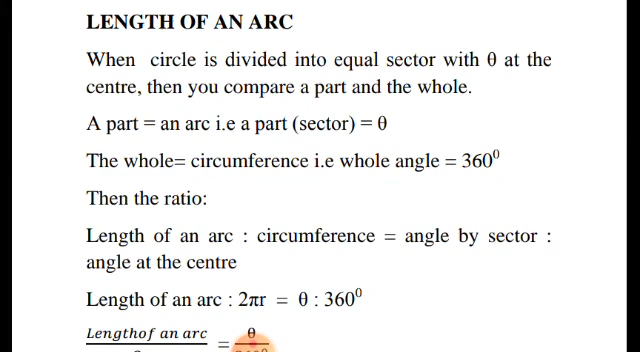 LENGTH OF AN ARC
When circle is divided into equal sector with θ at the
centre, then you compare a part and the whole.
A part = an arc i.e a part (sector) = θ
The whole= circumference i.e whole angle = 360⁰
Then the ratio:
Length of an arc : circumference = angle by sector :
angle at the centre
Length of an arc : 2πr = θ : 360⁰
Lengthof an arc = θ